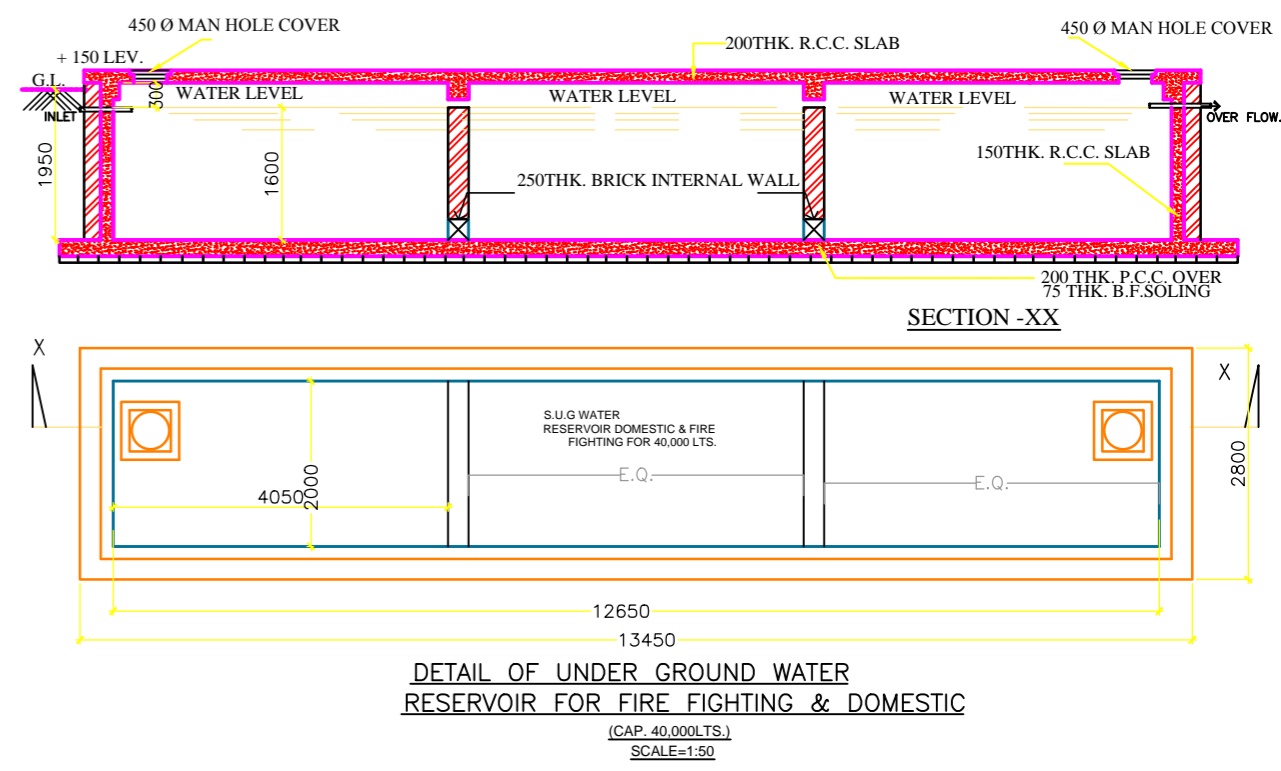 450 Ø MAN HOLE COVER
450 Ø MAN HOLE COVER
200THK. R.C.C. SLAB
+ 150 LEV.
G.L.
300
WATER LEVEL
WATER LEVEL
WATER LEVEL
INLET
OVER FLOW.
1950
1600
150THK. R.C.C. SLAB
250THK. BRICK INTERNAL WALL
200 THK. P.C.C. OVER
75 THK. B.F.SOLING
SECTION -XX
X
X
S.U.G WATER
RESERVOIR DOMESTIC & FIRE
FIGHTING FOR 40,000 LTS.
E.Q.
E.Q.
4050
2000
2800
12650
13450
DETAIL OF UNDER GROUND WATER
RESERVOIR FOR FIRE FIGHTING & DOMESTIC
(CAP. 40,000LTS.)
SCALE=1:50